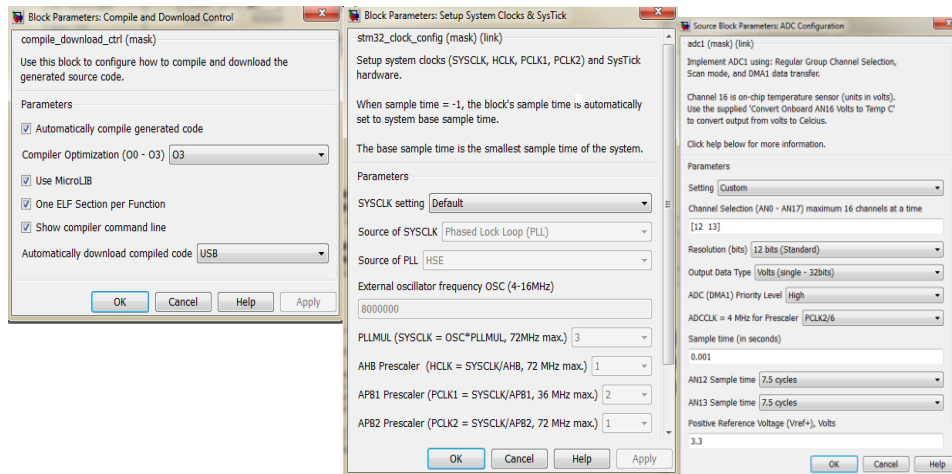 Block Parameters: Compile and Download Control
compile_download_ctrl (mask)
Use this block to configure how to compile and download the
generated source code.
Parameters
Automatically compile generated code
Compiler Optimization (O0 - O3) O3
Use MicroLIB
One ELF Section per Function
Show compiler command line
Automatically download compiled code USB
OK Cancel Help Apply
Block Parameters: Setup System Clocks & SysTick
stm32_clock_config (mask) (link)
Setup system clocks (SYSCLK, HCLK, PCLK1, PCLK2) and SysTick
hardware.
When sample time = -1, the block's sample time is automatically
set to system base sample time.
The base sample time is the smallest sample time of the system.
Parameters
SYSCLK setting Default
Source of SYSCLK Phased Lock Loop (PLL)
Source of PLL HSE
External oscillator frequency OSC (4-16MHz)
8000000
PLLMUL (SYSCLK = OSC*PLLMUL, 72MHz max.) 3
AHB Prescaler (HCLK = SYSCLK/AHB, 72 MHz max.) 1
APB1 Prescaler (PCLK1 = SYSCLK/APB1, 36 MHz max.) 2
APB2 Prescaler (PCLK2 = SYSCLK/APB2, 72 MHz max.) 1
OK Cancel Help Apply
Source Block Parameters: ADC Configuration
adc1 (mask) (link)
Implement ADC1 using: Regular Group Channel Selection,
Scan mode, and DMA1 data transfer.
Channel 16 is on-chip temperature sensor (units in volts).
Use the supplied 'Convert Onboard AN16 Volts to Temp C'
to convert output from volts to Celcius.
Click help below for more information.
Parameters
Setting Custom
Channel Selection (AN0 - AN17) maximum 16 channels at a time
[12 13]
Resolution (bits) 12 bits (Standard)
Output Data Type Volts (single - 32bits)
ADC (DMA1) Priority Level High
ADCCLK = 4 MHz for Prescaler PCLK2/6
Sample time (in seconds)
0.001
AN12 Sample time 7.5 cycles
AN13 Sample time 7.5 cycles
Positive Reference Voltage (Vref+), Volts
3.3
OK Cancel Help